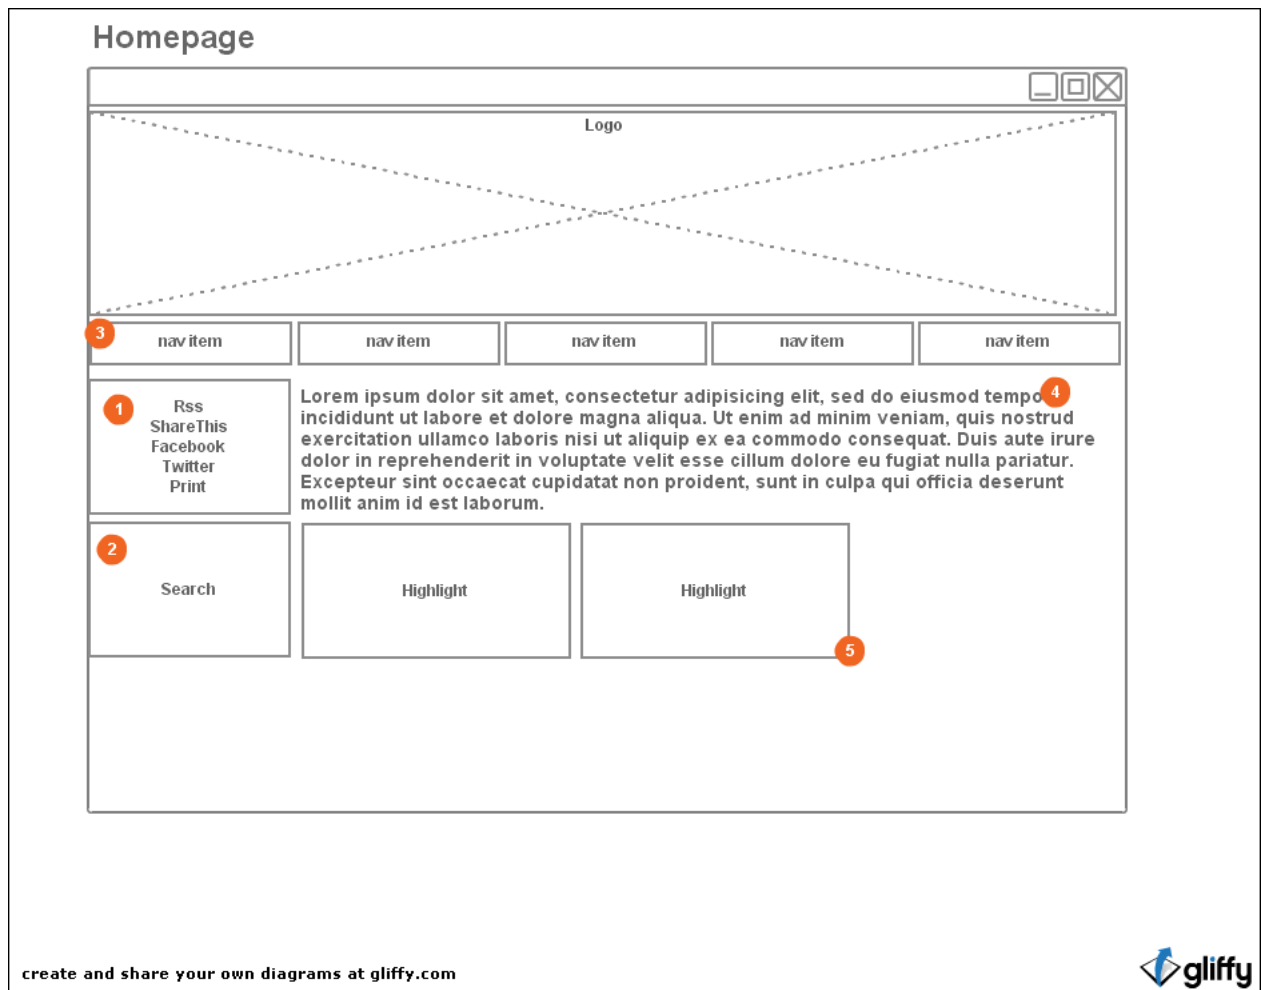 Homepage
Logo
3
nav item
nav item
nav item
nav item
nav item
1
Rss
ShareThis
Facebook
Twitter
Print
4
Lorem ipsum dolor sit amet, consectetur adipisicing elit, sed do eiusmod tempo
incididunt ut labore et dolore magna aliqua. Ut enim ad minim veniam, quis nostrud
exercitation ullamco laboris nisi ut aliquip ex ea commodo consequat. Duis aute irure
dolor in reprehenderit in voluptate velit esse cillum dolore eu fugiat nulla pariatur.
Excepteur sint occaecat cupidatat non proident, sunt in culpa qui officia deserunt
mollit anim id est laborum.
2
Search
Highlight
Highlight
5
create and share your own diagrams at gliffy.com
gliffy